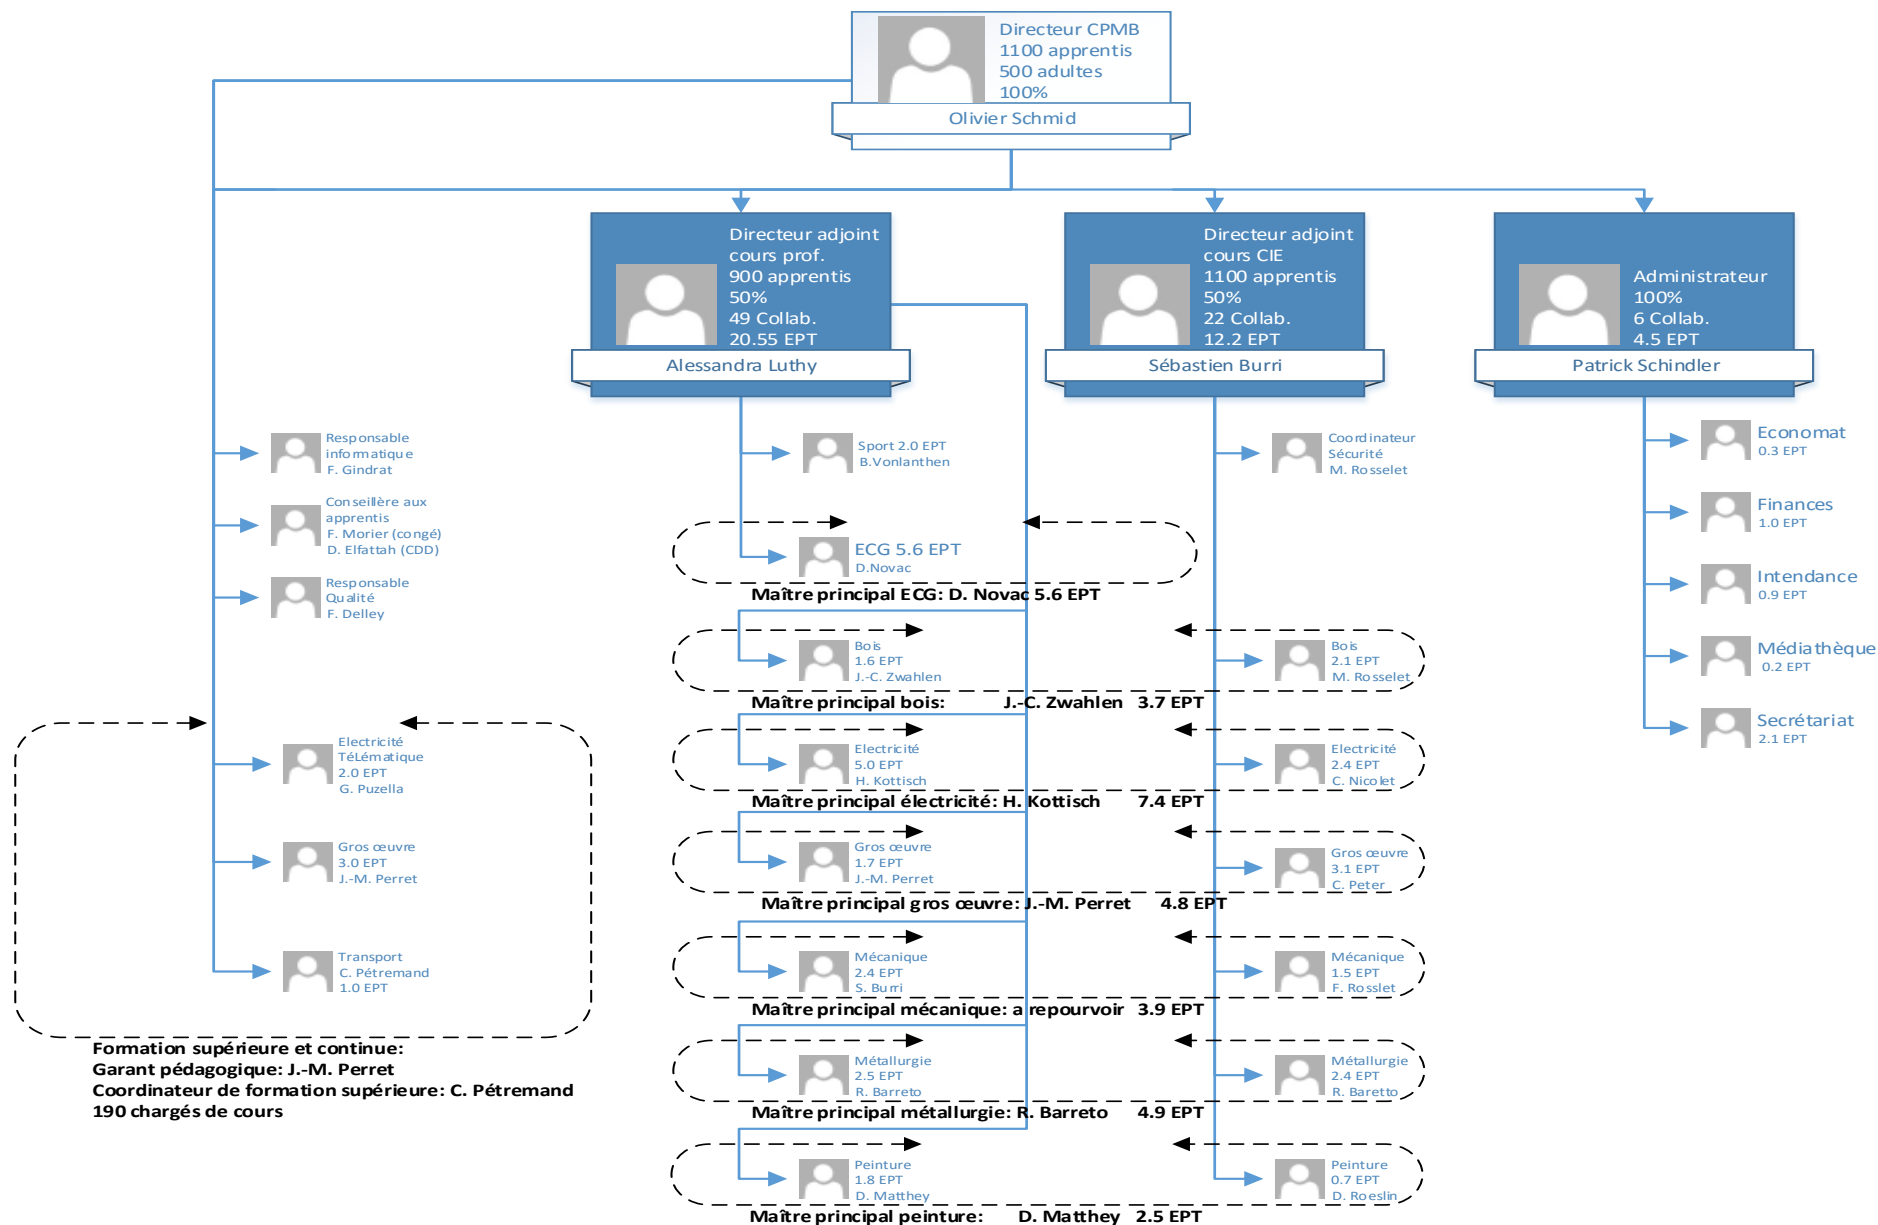 Directeur CPMB
1100 apprentis
500 adultes
100%
Olivier Schmid
Directeur adjoint
cours prof.
900 apprentis
50%
49 Collab.
20.55 EPT
Alessandra Luthy
Directeur adjoint
cours CIE
1100 apprentis
50%
22 Collab.
12.2 EPT
Sébastien Burri
Administrateur
100%
6 Collab.
4.5 EPT
Patrick Schindler
Responsable
informatique
F. Gindrat
Conseillère aux
apprentis
F. Morier (congé)
D. Elfattah (CDD)
Responsable
Qualité
F. Delley
Electricité
TéLématique
2.0 EPT
G. Puzella
Gros œuvre
3.0 EPT
J.-M. Perret
Transport
C. Pétremand
1.0 EPT
Formation supérieure et continue:
Garant pédagogique: J.-M. Perret
Coordinateur de formation supérieure: C. Pétremand
190 chargés de cours
Sport 2.0 EPT
B.Vonlanthen
ECG 5.6 EPT
D.Novac
Maître principal ECG: D. Novac 5.6 EPT
Bois
1.6 EPT
J.-C. Zwahlen
Bois
2.1 EPT
M. Rosselet
Maître principal bois: J.-C. Zwahlen 3.7 EPT
Electricité
5.0 EPT
H. Kottisch
Electricité
2.4 EPT
C. Nicolet
Maître principal électricité: H. Kottisch 7.4 EPT
Gros œuvre
1.7 EPT
J.-M. Perret
Gros œuvre
3.1 EPT
C. Peter
Maître principal gros œuvre: J.-M. Perret 4.8 EPT
Mécanique
2.4 EPT
S. Burri
Mécanique
1.5 EPT
F. Rosslet
Maître principal mécanique: a repourvoir 3.9 EPT
Métallurgie
2.5 EPT
R. Barreto
Métallurgie
2.4 EPT
R. Baretto
Maître principal métallurgie: R. Barreto 4.9 EPT
Peinture
1.8 EPT
D. Matthey
Peinture
0.7 EPT
D. Roeslin
Maître principal peinture: D. Matthey 2.5 EPT
Coordinateur
Sécurité
M. Rosselet
Economat
0.3 EPT
Finances
1.0 EPT
Intendance
0.9 EPT
Médiathèque
0.2 EPT
Secrétariat
2.1 EPT